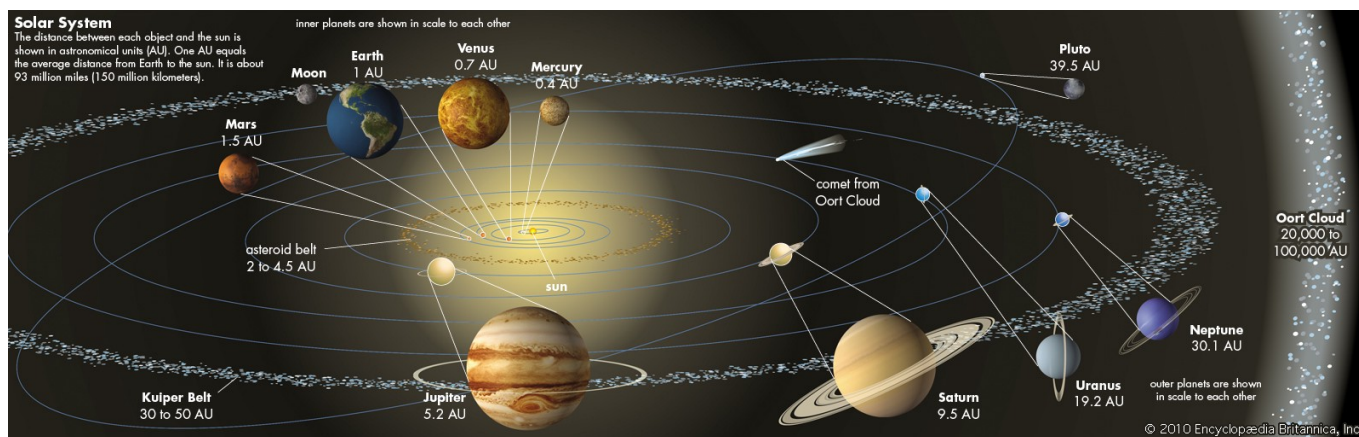 Solar System
The distance between each object and the sun is
shown in astronomical units (AU). One AU equals
the average distance from Earth to the sun. It is about
93 million miles (150 million kilometers).
inner planets are shown in scale to each other
Moon
Earth
1 AU
Venus
0.7 AU
Mercury
0.4 AU
Pluto
39.5 AU
Mars
1.5 AU
comet from
Oort Cloud
asteroid belt
2 to 4.5 AU
sun
Oort Cloud
20,000 to
100,000 AU
Neptune
30.1 AU
Kuiper Belt
30 to 50 AU
Jupiter
5.2 AU
Saturn
9.5 AU
Uranus
19.2 AU
outer planets are shown
in scale to each other
© 2010 Encyclopædia Britannica, Inc